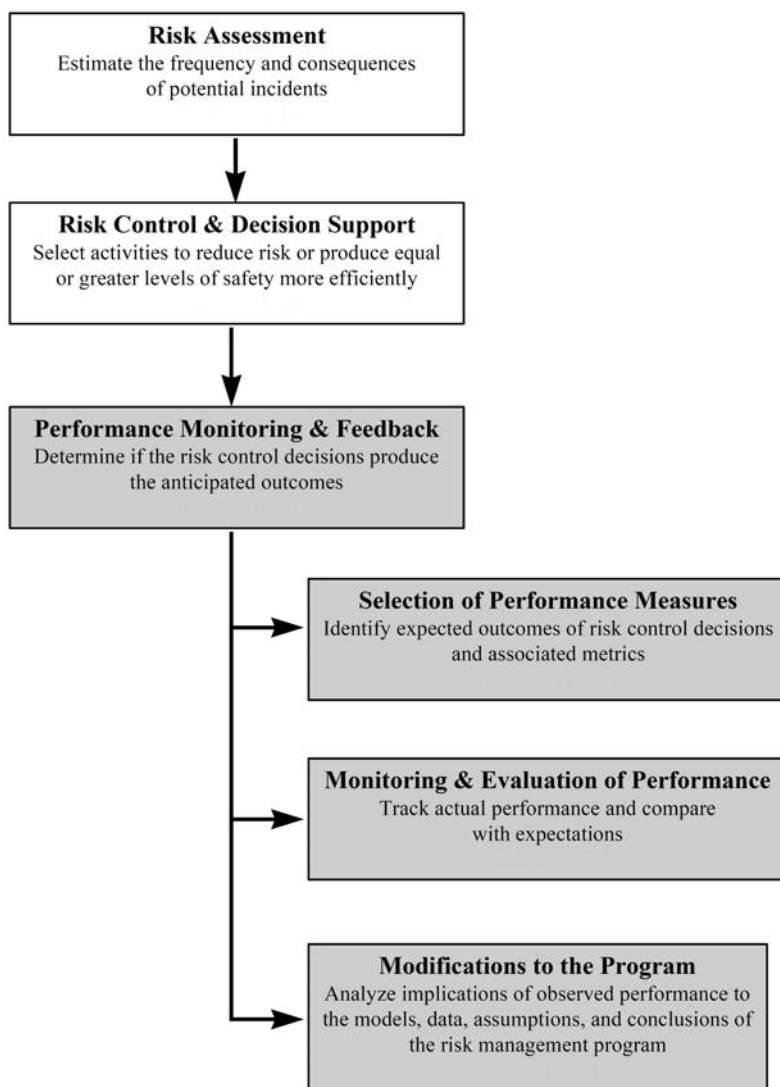 Risk Assessment
Estimate the frequency and consequences
of potential incidents
Risk Control & Decision Support
Select activities to reduce risk or produce equal
or greater levels of safety more efficiently
Performance Monitoring & Feedback
Determine if the risk control decisions produce
the anticipated outcomes
Selection of Performance Measures
Identify expected outcomes of risk control decisions
and associated metrics
Monitoring & Evaluation of Performance
Track actual performance and compare
with expectations
Modifications to the Program
Analyze implications of observed performance to
the models, data, assumptions, and conclusions of
the risk management program